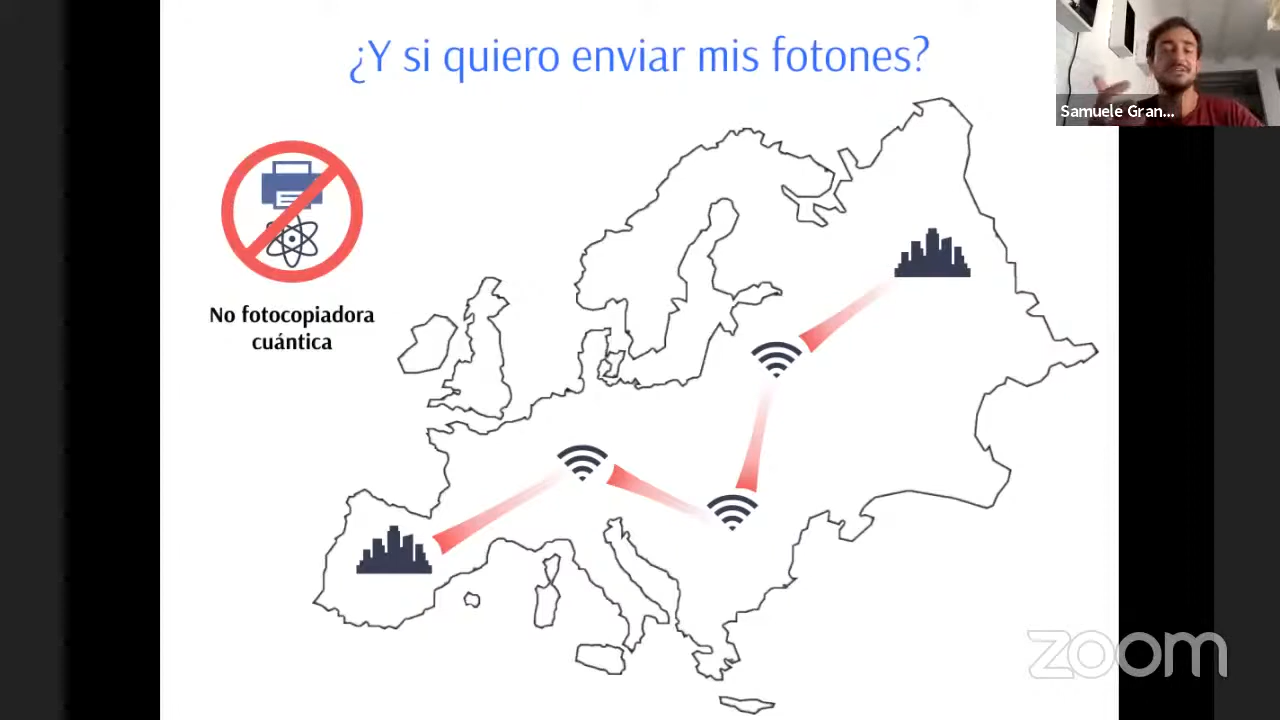 ¿Y si quiero enviar mis fotones?
Samuele Gran...
No fotocopiadora
cuántica
zoom